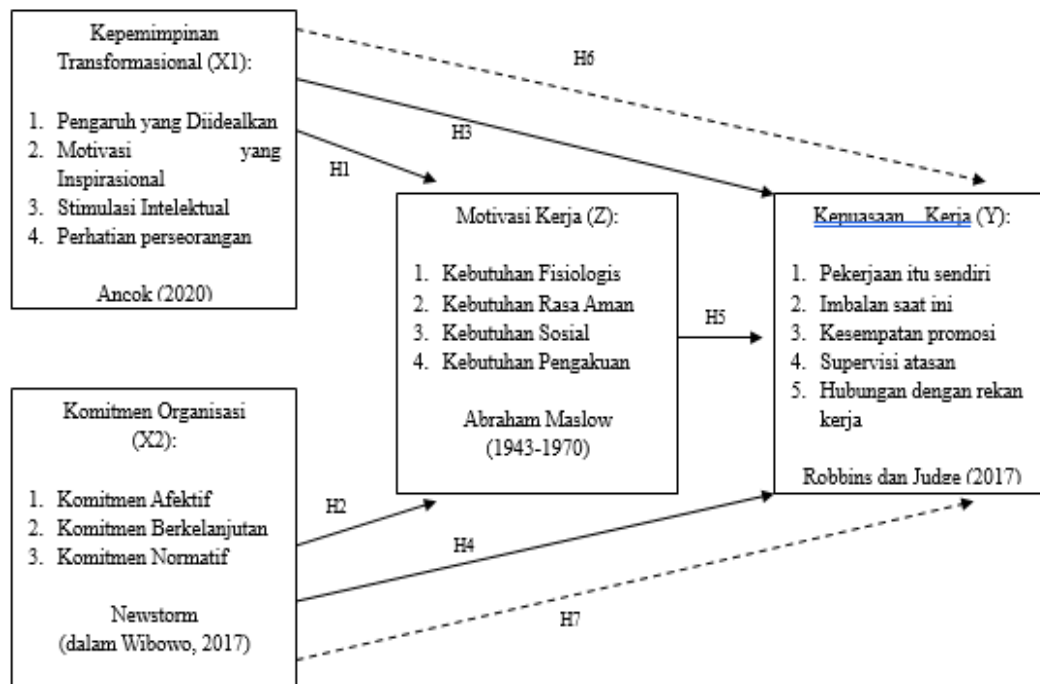 Kepemimpinan
Transformasional (X1):
1. Pengaruh yang Diidealkan
2. Motivasi yang
Inspirasional
3. Stimulasi Intelektual
4. Perhatian perseorangan
Ancok (2020)
H6
H3
H1
Motivasi Kerja (Z):
1. Kebutuhan Fisiologis
2. Kebutuhan Rasa Aman
3. Kebutuhan Sosial
4. Kebutuhan Pengakuan
Abraham Maslow
(1943-1970)
H5
Kepuasaan Kerja (Y):
1. Pekerjaan itu sendiri
2. Imbalan saat ini
3. Kesempatan promosi
4. Supervisi atasan
5. Hubungan dengan rekan
kerja
Robbins dan Judge (2017)
Komitmen Organisasi
(X2):
1. Komitmen Afektif
2. Komitmen Berkelanjutan
3. Komitmen Normatif
Newstorm
(dalam Wibowo, 2017)
H2
H4
H7